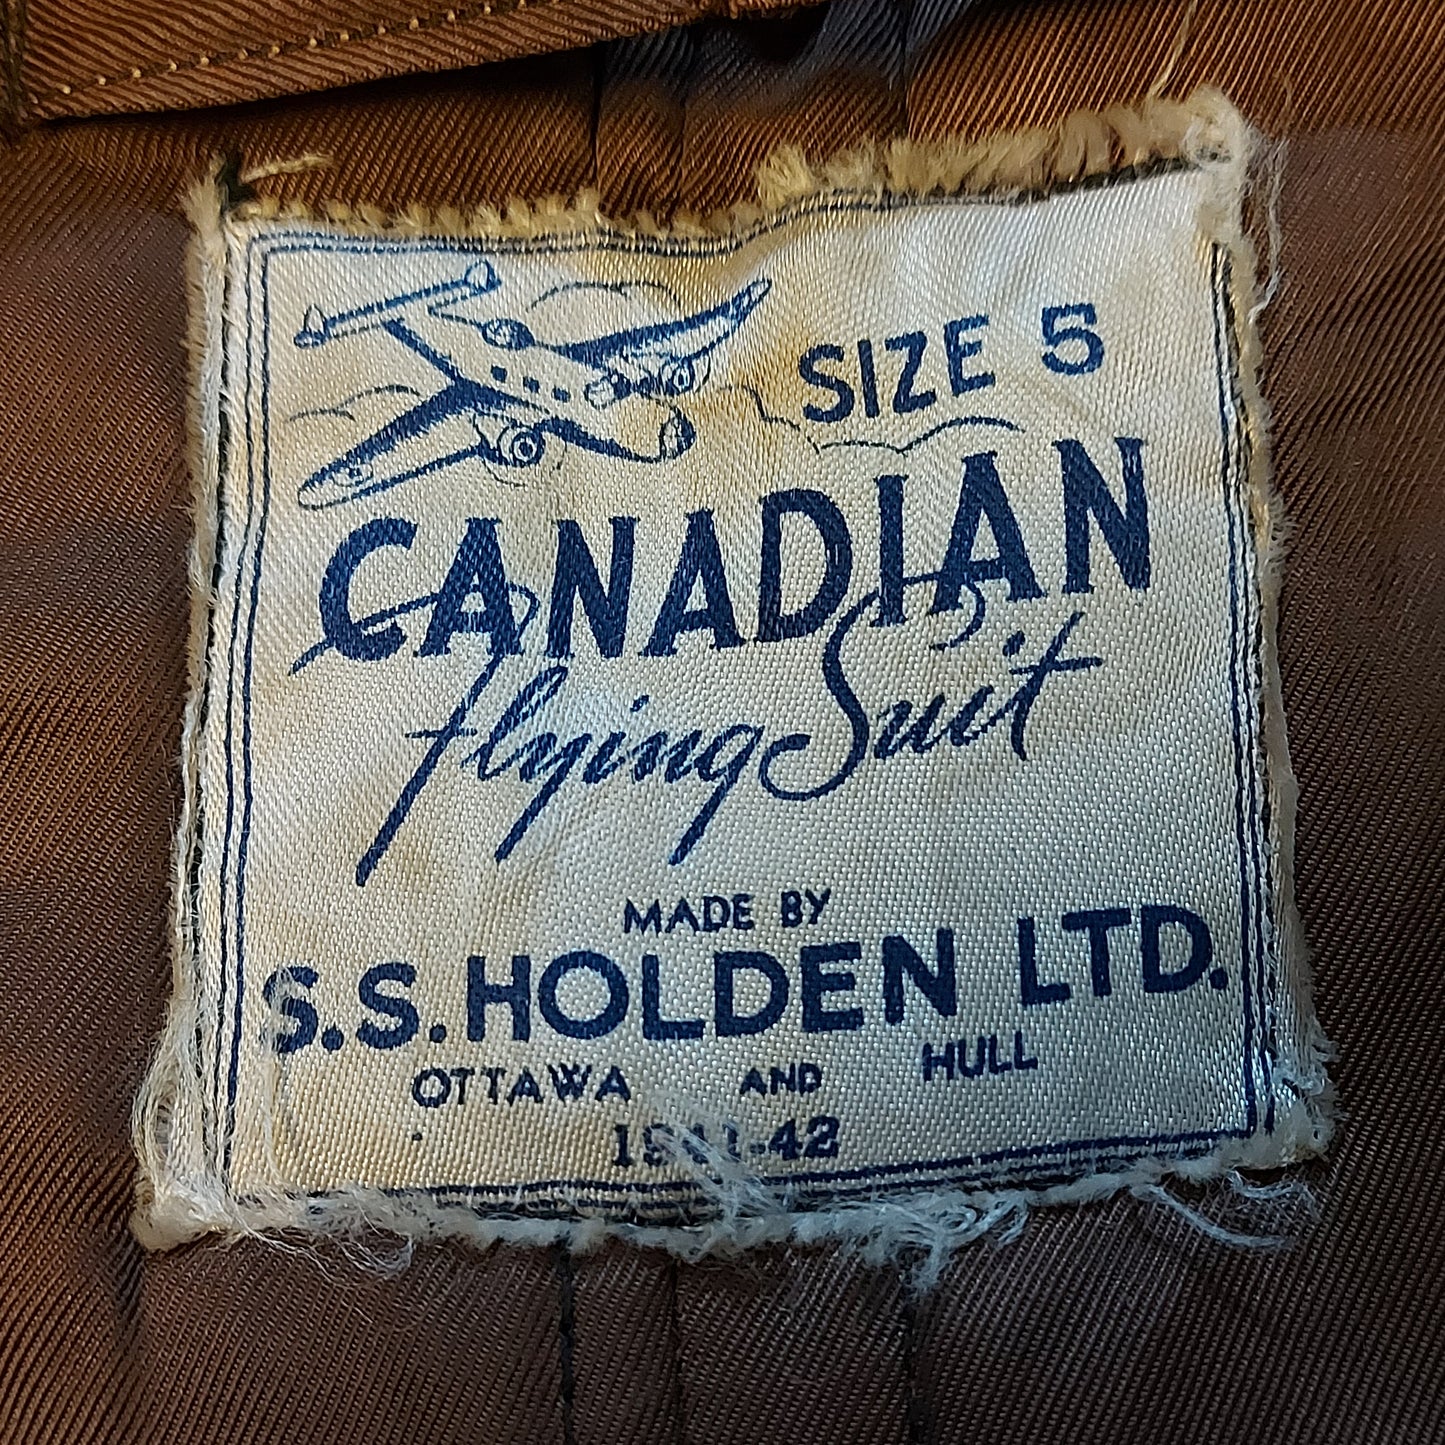 SIZE 5
CANADIAN
Flying Suit
MADE BY
S.S. HOLDEN LTD.
OTTAWA AND HULL
1941-42